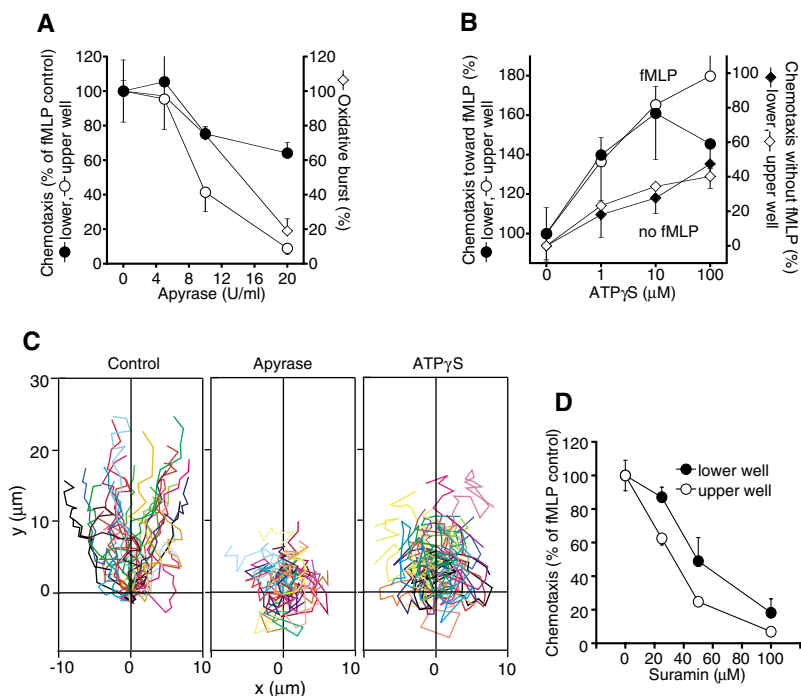 A
Chemotaxis (% of fMLP control)
lower, upper well
120
100
80
60
40
20
0
120
100
80
60
40
20
0
Oxidative burst (%)
0 5 10 15 20
Apyrase (U/ml)
B
Chemotaxis toward fMLP (%)
lower, upper well
180
160
140
120
100
fMLP
no fMLP
100
80
60
40
20
0
Chemotaxis without fMLP (%)
lower, upper well
0 1 10 100
ATPγS (μM)
C
Control Apyrase ATPγS
30
20
10
0
y (μm)
-10 0 10 0 10 0 10
x (μm)
D
Chemotaxis (% of fMLP control)
120
100
80
60
40
20
0
lower well
upper well
0 20 40 60 80 100
Suramin (μM)